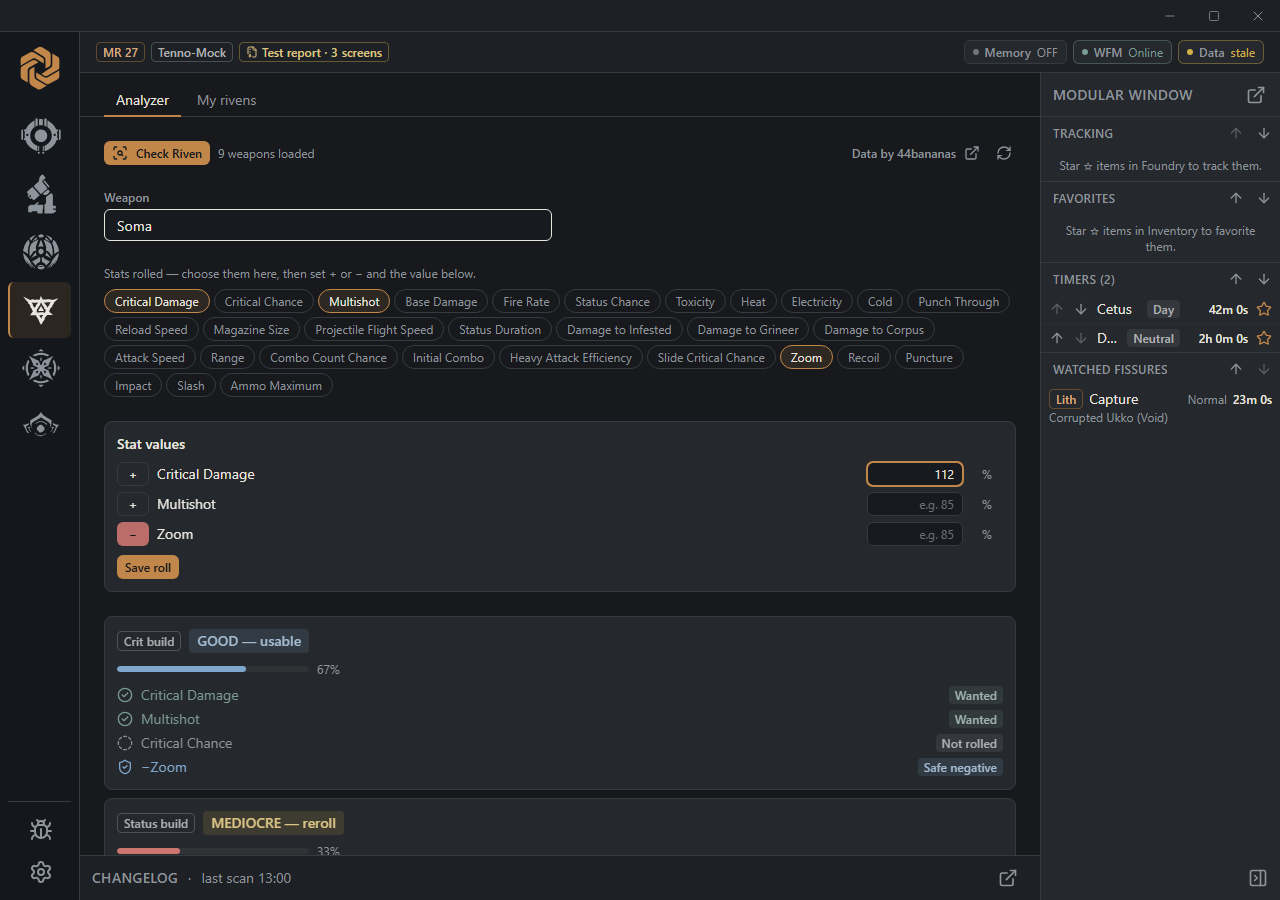 MR 27 Tenno-Mock Test report · 3 screens Memory OFF WFM Online Data stale
Analyzer My rivens
Check Riven 9 weapons loaded Data by 44bananas
Weapon
Soma
Stats rolled — choose them here, then set + or − and the value below.
Critical Damage Critical Chance Multishot Base Damage Fire Rate Status Chance Toxicity Heat Electricity Cold Punch Through
Reload Speed Magazine Size Projectile Flight Speed Status Duration Damage to Infested Damage to Grineer Damage to Corpus
Attack Speed Range Combo Count Chance Initial Combo Heavy Attack Efficiency Slide Critical Chance Zoom Recoil Puncture
Impact Slash Ammo Maximum
Stat values
+ Critical Damage 112 %
+ Multishot e.g. 85 %
− Zoom e.g. 85 %
Save roll
Crit build GOOD — usable
67%
Critical Damage Wanted
Multishot Wanted
Critical Chance Not rolled
−Zoom Safe negative
Status build MEDIOCRE — reroll
33%
CHANGELOG · last scan 13:00
MODULAR WINDOW
TRACKING
Star ☆ items in Foundry to track them.
FAVORITES
Star ☆ items in Inventory to favorite
them.
TIMERS (2)
Cetus Day 42m 0s
D... Neutral 2h 0m 0s
WATCHED FISSURES
Lith Capture Normal 23m 0s
Corrupted Ukko (Void)